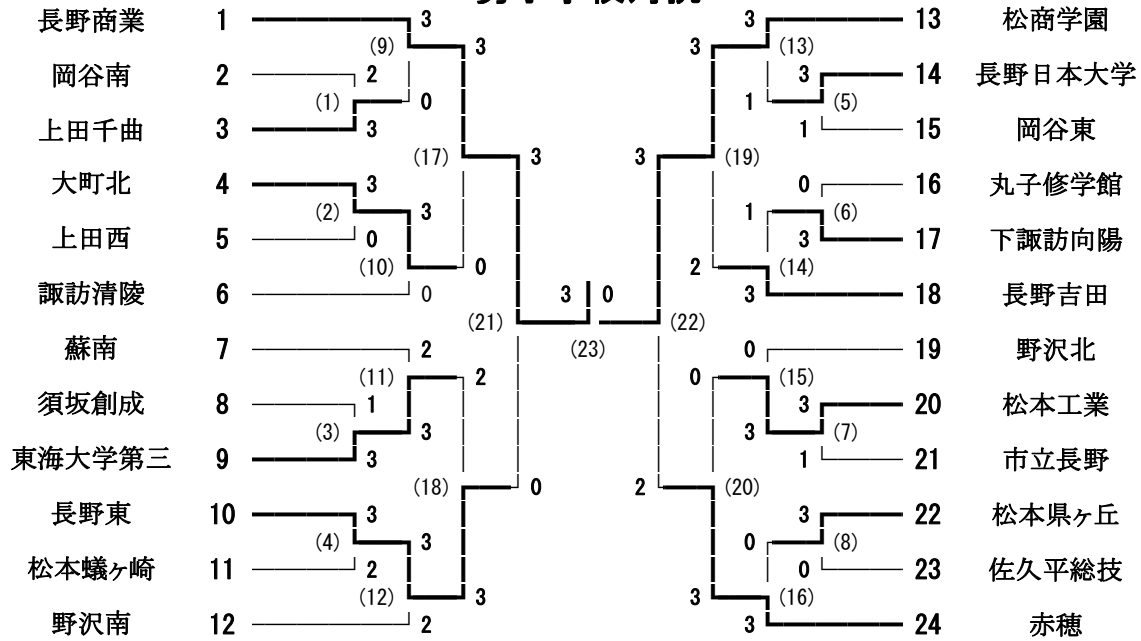 長野商業 1 3 3 13 松商学園
(9) 3 3 (13)
岡谷南 2 2 3 14 長野日本大学
(1) 0 1 (5)
上田千曲 3 3 1 15 岡谷東
(17) 3 3 (19)
大町北 4 3 0 16 丸子修学館
(2) 3 1 (6)
上田西 5 0 3 17 下諏訪向陽
(10) 0 2 (14)
諏訪清陵 6 0 3 0 3 18 長野吉田
(21) (23) (22)
蘇南 7 2 0 19 野沢北
(11) 2 0 (15)
須坂創成 8 1 3 20 松本工業
(3) 3 3 (7)
東海大学第三 9 3 1 21 市立長野
(18) 0 2 (20)
長野東 10 3 3 22 松本県ヶ丘
(4) 3 0 (8)
松本蟻ヶ崎 11 2 0 23 佐久平総技
(12) 3 3 (16)
野沢南 12 2 3 24 赤穂